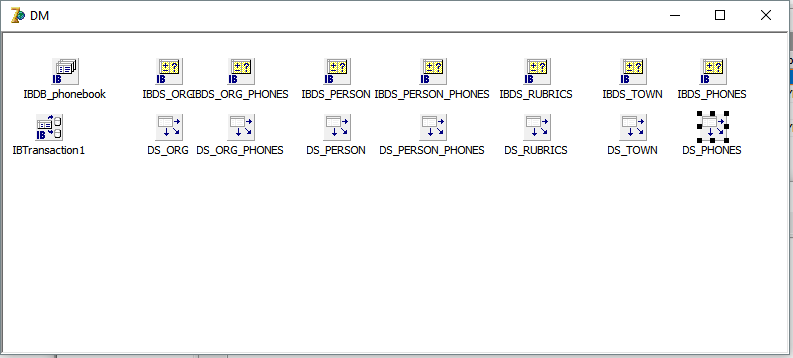 DM
IBDB_phonebook IBDS_ORG IBDS_ORG_PHONES IBDS_PERSON IBDS_PERSON_PHONES IBDS_RUBRICS IBDS_TOWN IBDS_PHONES
IBTransaction1 DS_ORG DS_ORG_PHONES DS_PERSON DS_PERSON_PHONES DS_RUBRICS DS_TOWN DS_PHONES